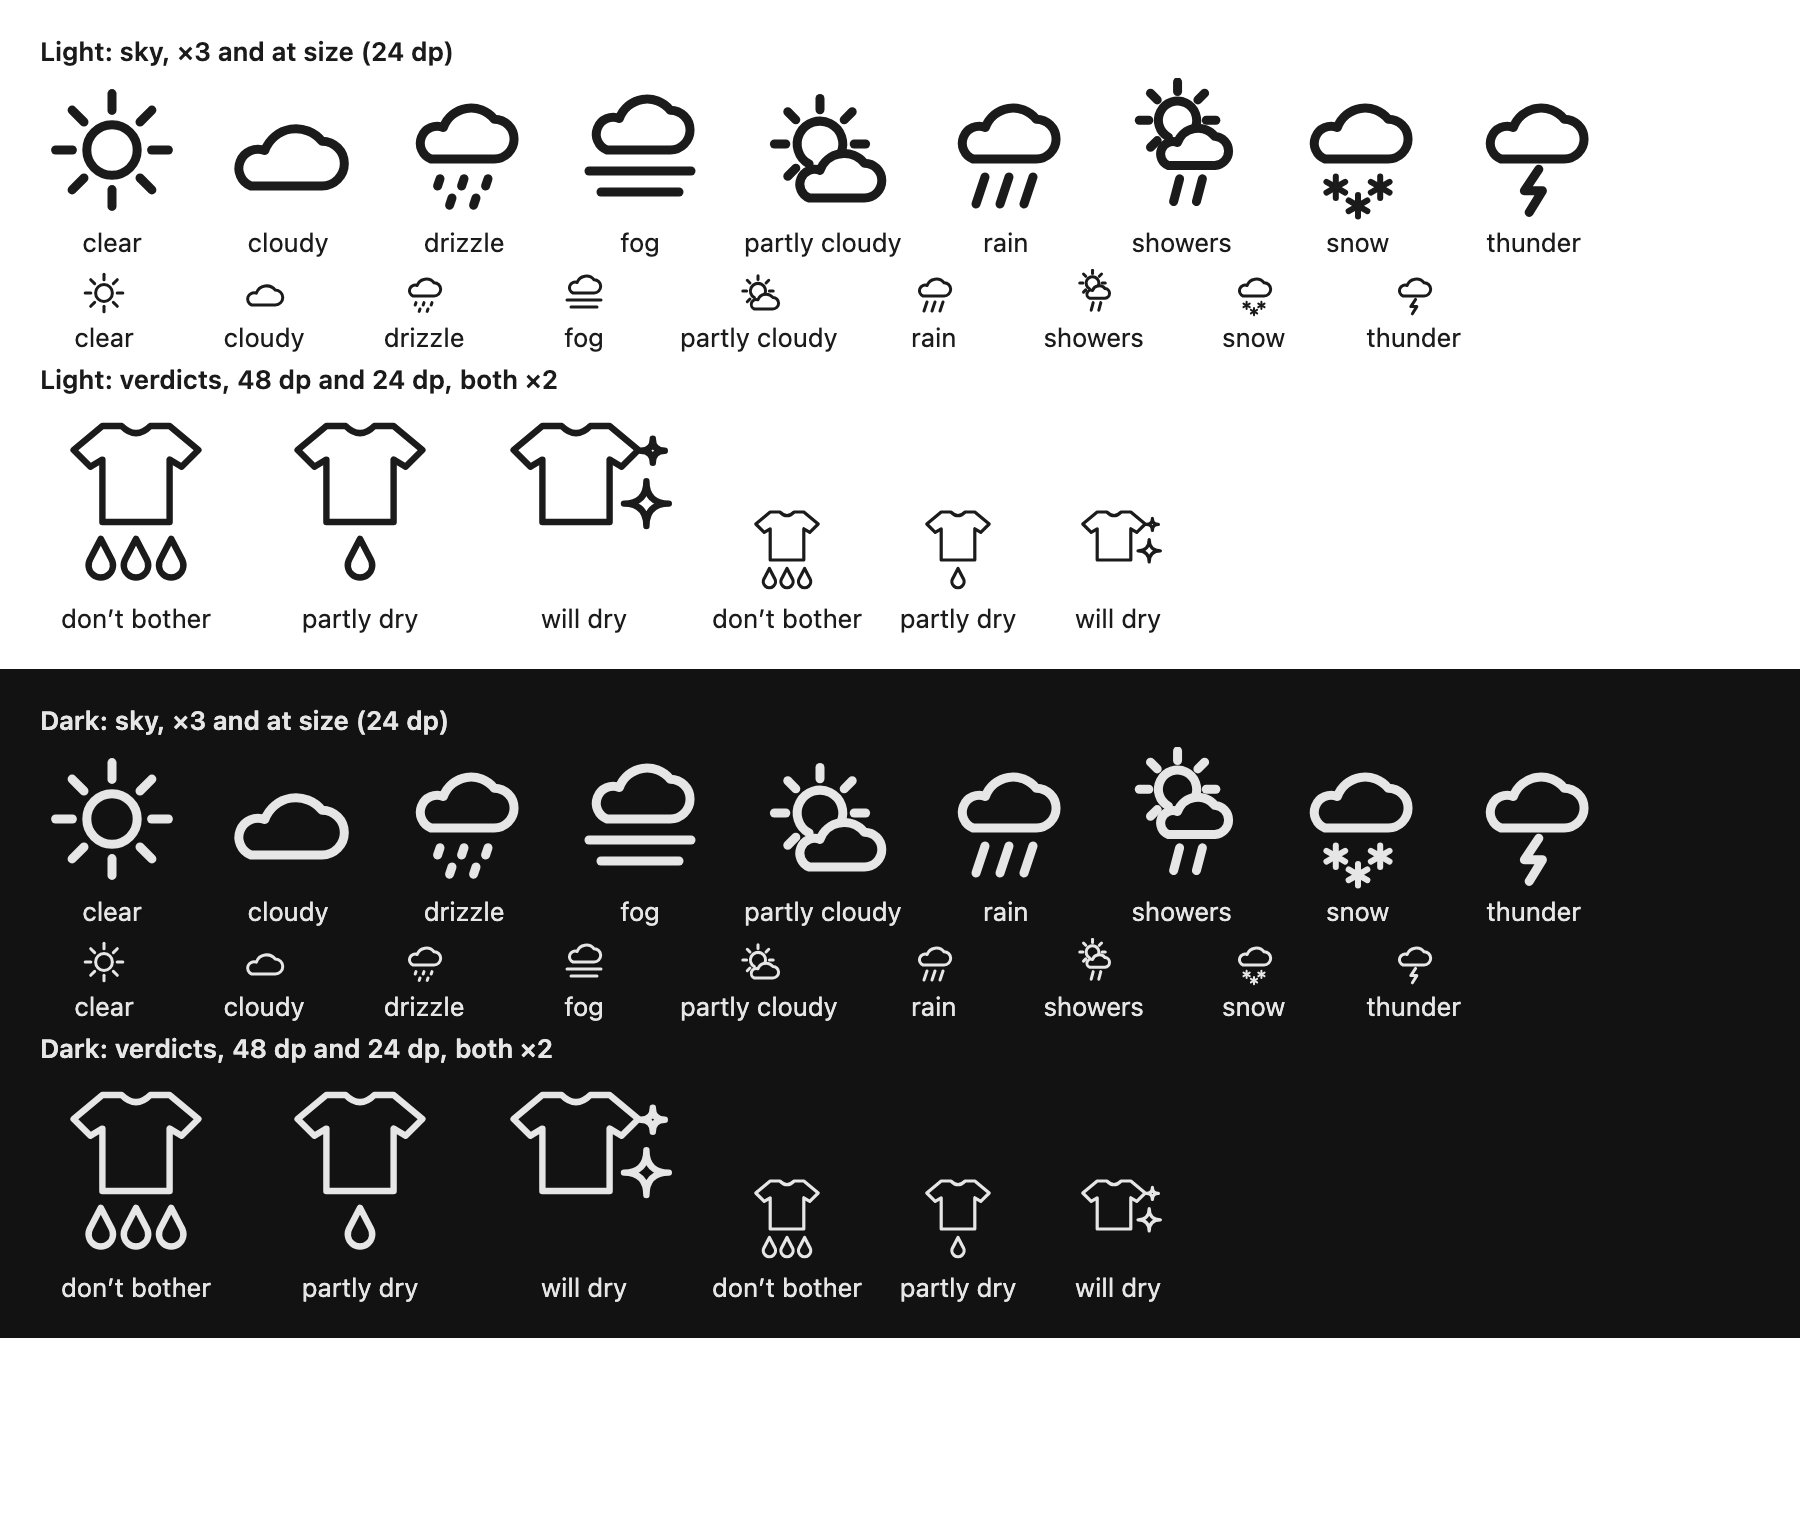 Light: sky, ×3 and at size (24 dp)
clear cloudy drizzle fog partly cloudy rain showers snow thunder
clear cloudy drizzle fog partly cloudy rain showers snow thunder
Light: verdicts, 48 dp and 24 dp, both ×2
don’t bother partly dry will dry don’t bother partly dry will dry
Dark: sky, ×3 and at size (24 dp)
clear cloudy drizzle fog partly cloudy rain showers snow thunder
clear cloudy drizzle fog partly cloudy rain showers snow thunder
Dark: verdicts, 48 dp and 24 dp, both ×2
don’t bother partly dry will dry don’t bother partly dry will dry